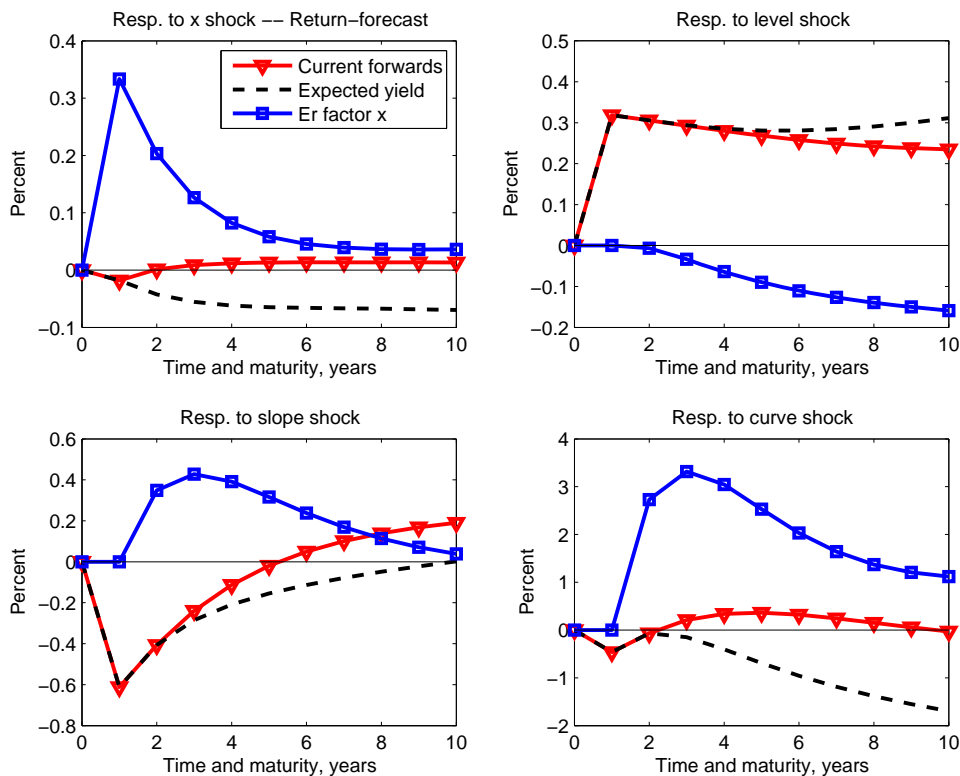 Resp. to x shock −− Return−forecast
Percent
0.4
0.3
0.2
0.1
0
−0.1
Current forwards
Expected yield
Er factor x
0 2 4 6 8 10
Time and maturity, years
Resp. to level shock
Percent
0.5
0.4
0.3
0.2
0.1
0
−0.1
−0.2
0 2 4 6 8 10
Time and maturity, years
Resp. to slope shock
Percent
0.6
0.4
0.2
0
−0.2
−0.4
−0.6
−0.8
0 2 4 6 8 10
Time and maturity, years
Resp. to curve shock
Percent
4
3
2
1
0
−1
−2
0 2 4 6 8 10
Time and maturity, years